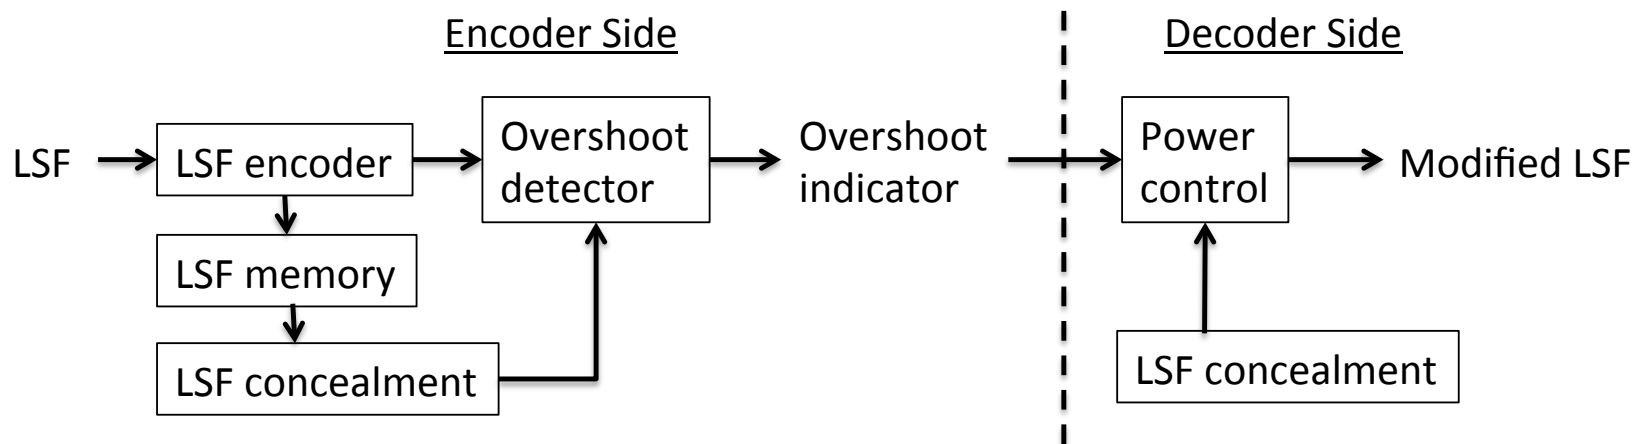 Encoder Side
Decoder Side
LSF
LSF encoder
Overshoot
detector
Overshoot
indicator
Power
control
Modified LSF
LSF memory
LSF concealment
LSF concealment